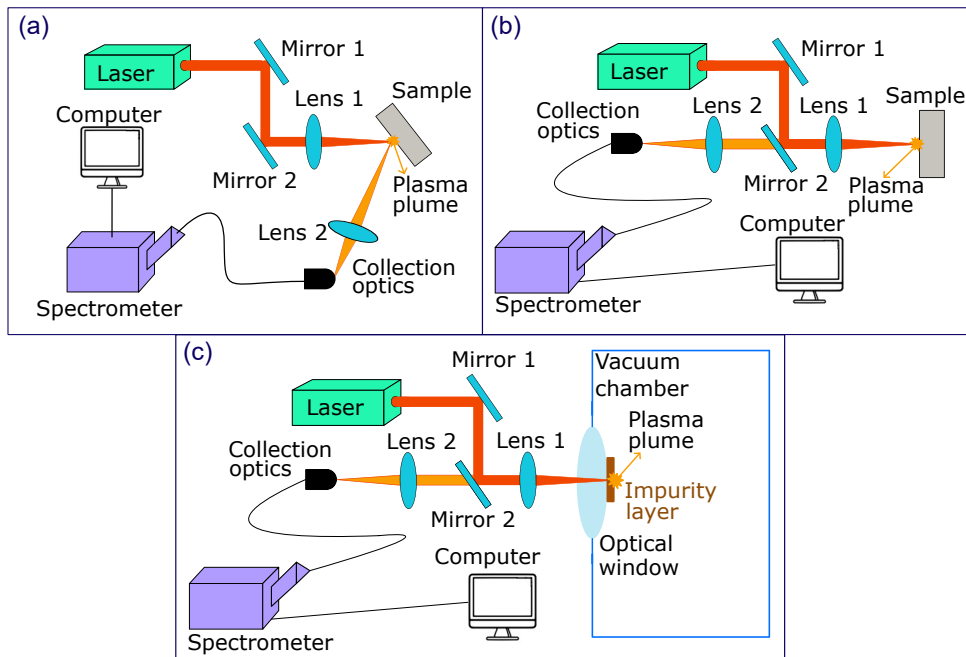 (a)
Mirror 1
Laser
Lens 1
Sample
Computer
Mirror 2
Plasma
plume
Lens 2
Collection
optics
Spectrometer
(b)
Mirror 1
Laser
Collection
optics
Lens 2
Lens 1
Sample
Mirror 2
Plasma
plume
Computer
Spectrometer
(c)
Mirror 1
Vacuum
chamber
Laser
Plasma
plume
Collection
optics
Lens 2
Lens 1
Impurity
layer
Mirror 2
Optical
window
Computer
Spectrometer